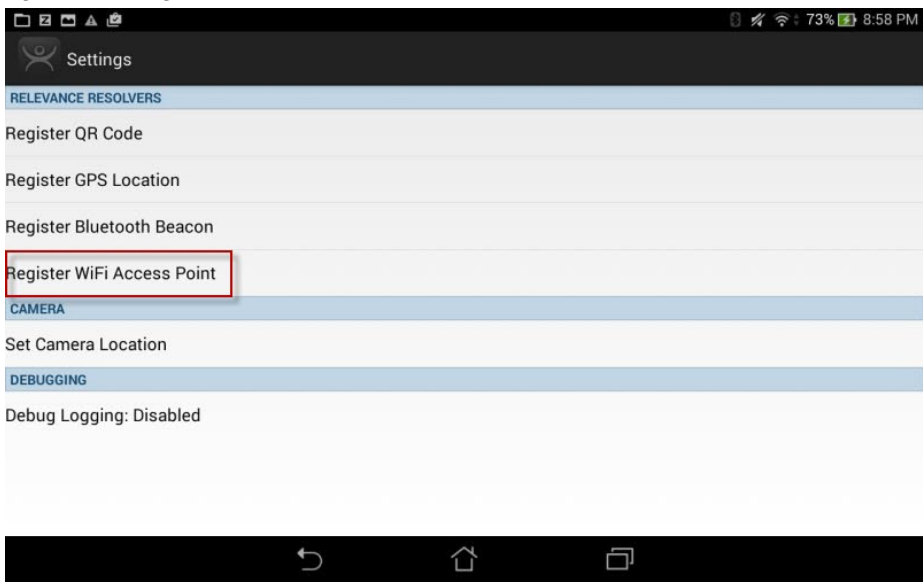 73% 8:58 PM
Settings
RELEVANCE RESOLVERS
Register QR Code
Register GPS Location
Register Bluetooth Beacon
Register WiFi Access Point
CAMERA
Set Camera Location
DEBUGGING
Debug Logging: Disabled